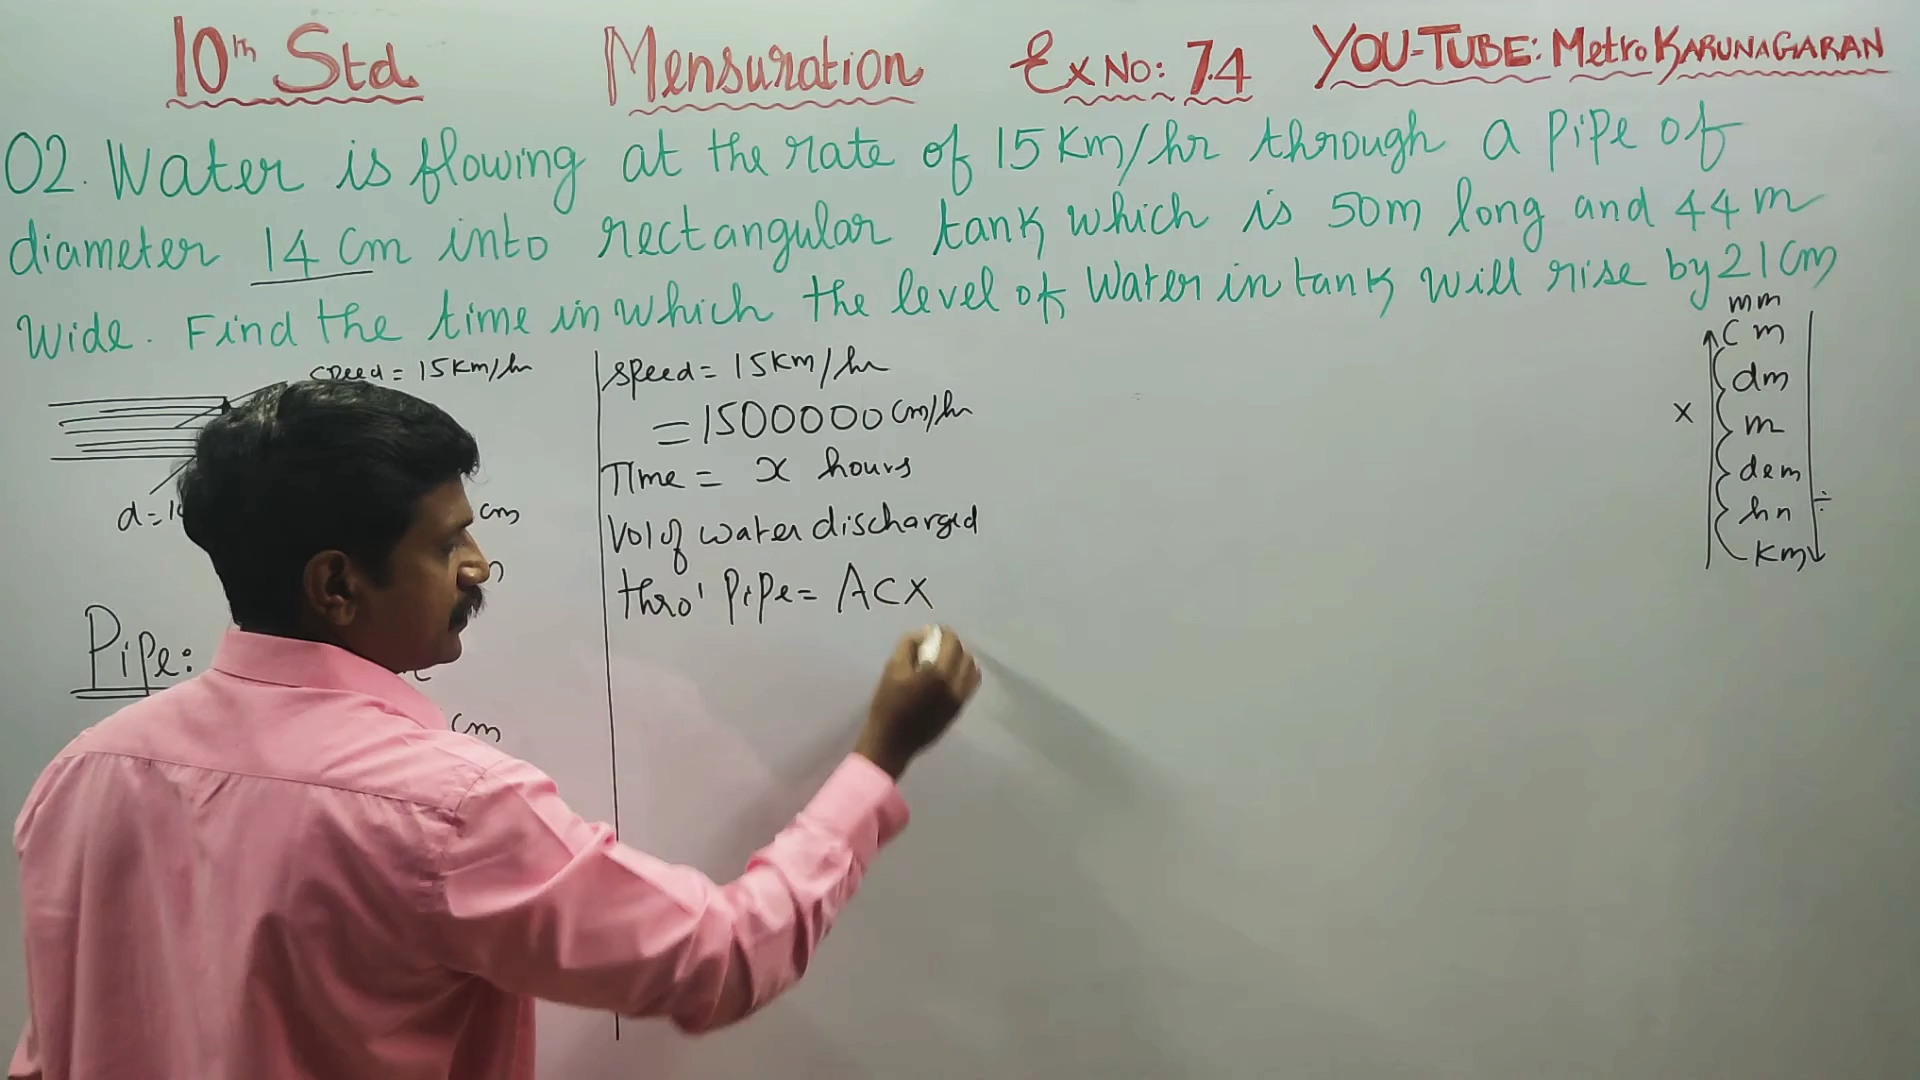 10th Std Mensuration Ex No: 7.4 YOU-TUBE: Metro KARUNAGARAN
02. Water is flowing at the rate of 15 Km/hr through a pipe of
diameter 14 cm into rectangular tank which is 50m long and 44 m
wide. Find the time in which the level of Water in tank will rise by 21 cm
speed = 15 Km/hr
d=1
cm
Pipe:
cm
speed = 15 Km/hr
= 1500000 cm/hr
TIme = x hours
Vol of water discharged
thro' pipe = ACX
mm
cm
dm
m
dem
hn
km
x
÷